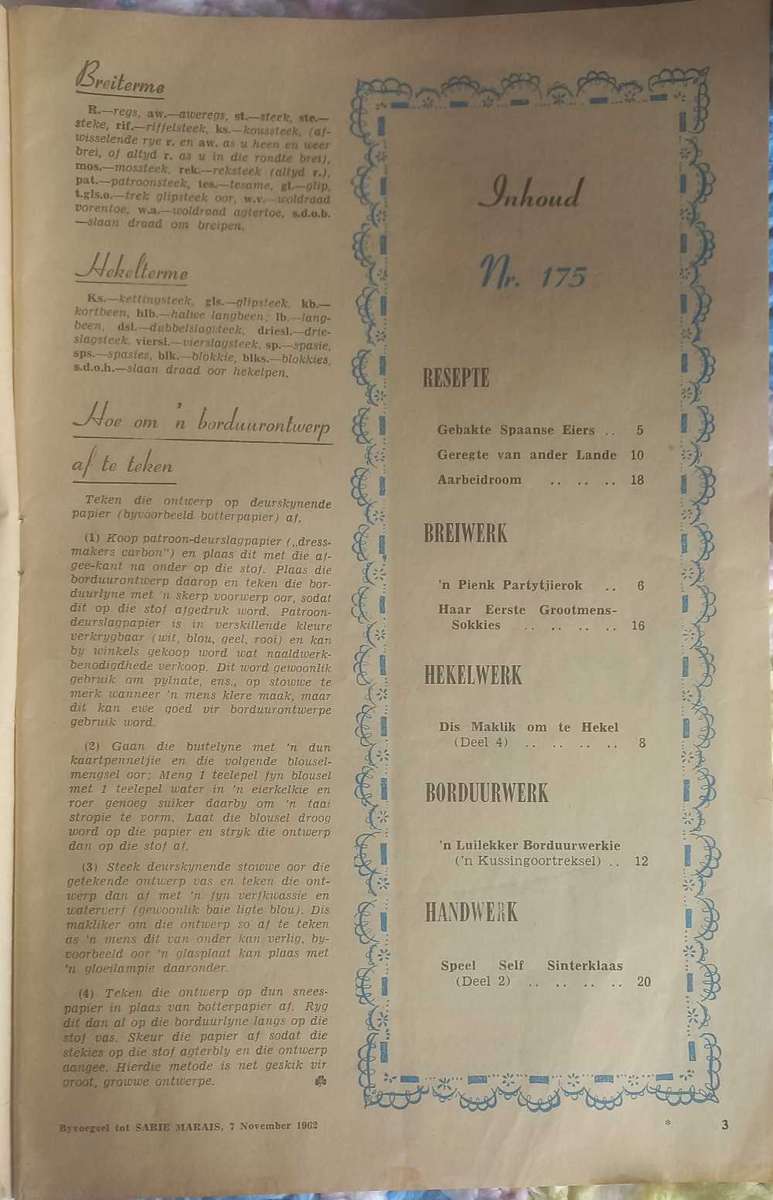 Breiterme
R.—regs, aw.—aweregs, st.—steek, ste.—
steke, rif.—riffelsteek, ks.—koussteek, (af-
wisselende rye r. en aw. as u heen en weer
brei, of altyd r. as u in die rondte brei),
mos.—mossteek, rek.—reksteek (altyd r.),
pat.—patroonsteek, tes.—tesame, gl.—glip,
t.gls.o.—trek glipsteek oor, w.v.—woldraad
vorentoe, w.a.—woldraad agtertoe, s.d.o.b.
—slaan draad om breipen.
Hekelterme
Ks.—kettingsteek, gls.—glipsteek, kb.—
kortbeen, hlb.—halwe langbeen; lb.—lang-
been, dsl.—dubbelslagsteek, driesl.—drie-
slagsteek, viersl.—vierslagsteek, sp.—spasie,
sps.—spasies, blk.—blokkie, blks.—blokkies,
s.d.o.h.—slaan draad oor hekelpen.
Hoe om 'n borduurontwerp
af te teken
Teken die ontwerp op deurskynende
papier (byvoorbeeld botterpapier) af.
(1) Koop patroon-deurslagpapier („dress-
makers carbon") en plaas dit met die af-
gee-kant na onder op die stof. Plaas die
borduurontwerp daarop en teken die bor-
duurlyne met 'n skerp voorwerp oor, sodat
dit op die stof afgedruk word. Patroon-
deurslagpapier is in verskillende kleure
verkrygbaar (wit, blou, geel, rooi) en kan
by winkels gekoop word wat naaldwerk-
benodigdhede verkoop. Dit word gewoonlik
gebruik om pylnate, ens., op stowwe te
merk wanneer 'n mens klere maak, maar
dit kan ewe goed vir borduurontwerpe
gebruik word.
(2) Gaan die buitelyne met 'n dun
kaartpennetjie en die volgende blousel-
mengsel oor: Meng 1 teelepel fyn blousel
met 1 teelepel water in 'n eierkelkie en
roer genoeg suiker daarby om 'n taai
stropie te vorm. Laat die blousel droog
word op die papier en stryk die ontwerp
dan op die stof af.
(3) Steek deurskynende stowwe oor die
getekende ontwerp vas en teken die ont-
werp dan af met 'n fyn verfkwassie en
waterverf (gewoonlik baie ligte blou). Dis
makliker om die ontwerp so af te teken
as 'n mens dit van onder kan verlig, by-
voorbeeld oor 'n glasplaat kan plaas met
'n gloeilampie daaronder.
(4) Teken die ontwerp op dun snees-
papier in plaas van botterpapier af. Ryg
dit dan al op die borduurlyne langs op die
stof vas. Skeur die papier af sodat die
stekies op die stof agterbly en die ontwerp
aangee. Hierdie metode is net geskik vir
groot, growwe ontwerpe.
Byvoegsel tot SARIE MARAIS, 7 November 1962
Inhoud
Nr. 175
RESEPTE
Gebakte Spaanse Eiers .. 5
Geregte van ander Lande 10
Aarbeidroom .. .. .. 18
BREIWERK
'n Pienk Partytjierok .. 6
Haar Eerste Grootmens-
Sokkies .. .. .. .. 16
HEKELWERK
Dis Maklik om te Hekel
(Deel 4) .. .. .. .. 8
BORDUURWERK
'n Luilekker Borduurwerkie
('n Kussingoortreksel) .. 12
HANDWERK
Speel Self Sinterklaas
(Deel 2) .. .. .. .. 20
* 3